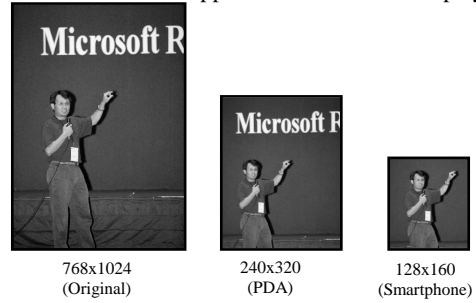 Microsoft R
Microsoft
768x1024
(Original)
240x320
(PDA)
128x160
(Smartphone)